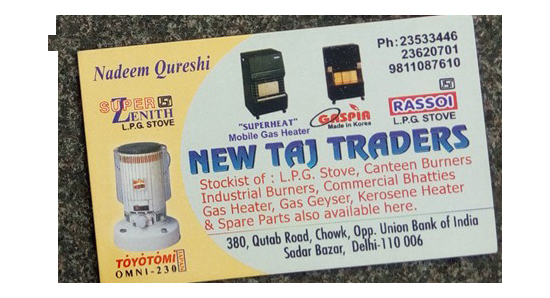 Nadeem Qureshi
Ph: 23533446
23620701
9811087610
SUPER
ZENITH
L.P.G. STOVE
"SUPERHEAT"
Mobile Gas Heater
GASPIA
Made in Korea
RASSOI
L.P.G. STOVE
NEW TAJ TRADERS
Stockist of : L.P.G. Stove, Canteen Burners
Industrial Burners, Commercial Bhatties
Gas Heater, Gas Geyser, Kerosene Heater
& Spare Parts also available here.
380, Qutab Road, Chowk, Opp. Union Bank of India
Sadar Bazar, Delhi-110 006
TOYOTOMI
JAPAN
OMNI-230